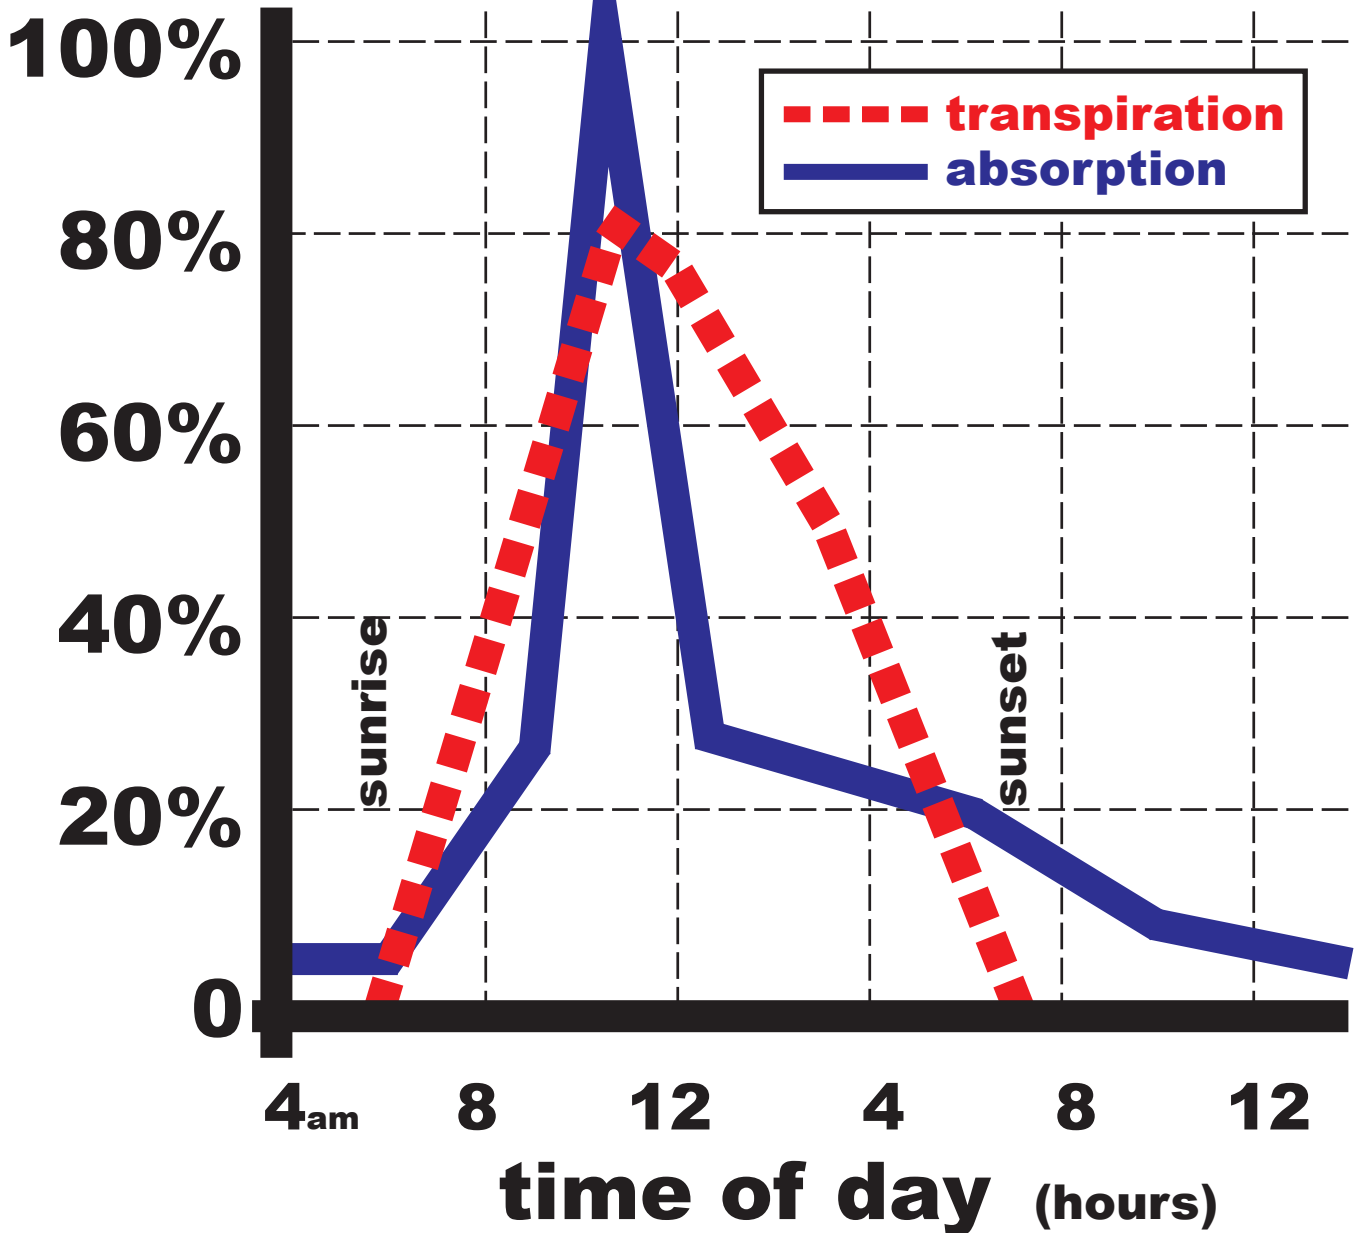 100%
transpiration
absorption
80%
60%
40%
sunrise
sunset
20%
0
4am 8 12 4 8 12
time of day (hours)